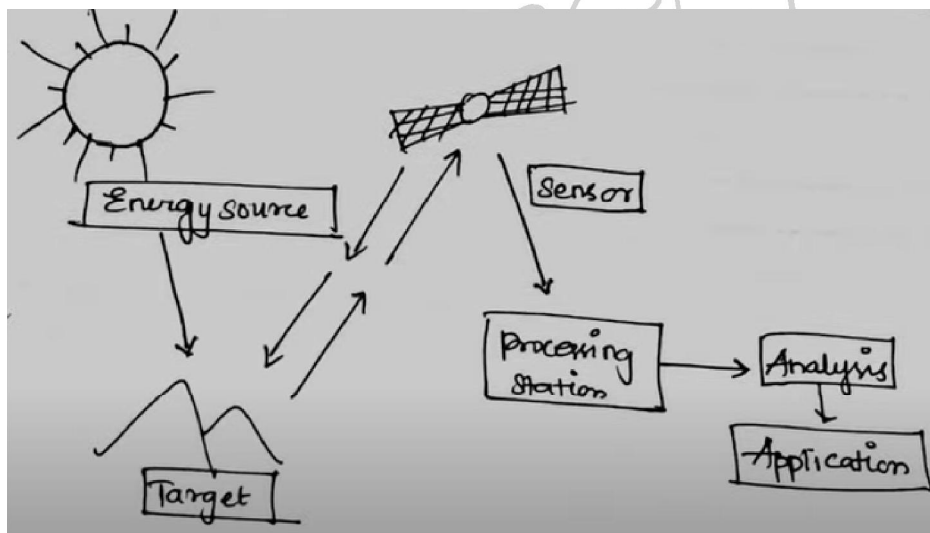 Energy source
Sensor
Processing
station
Analysis
Application
Target